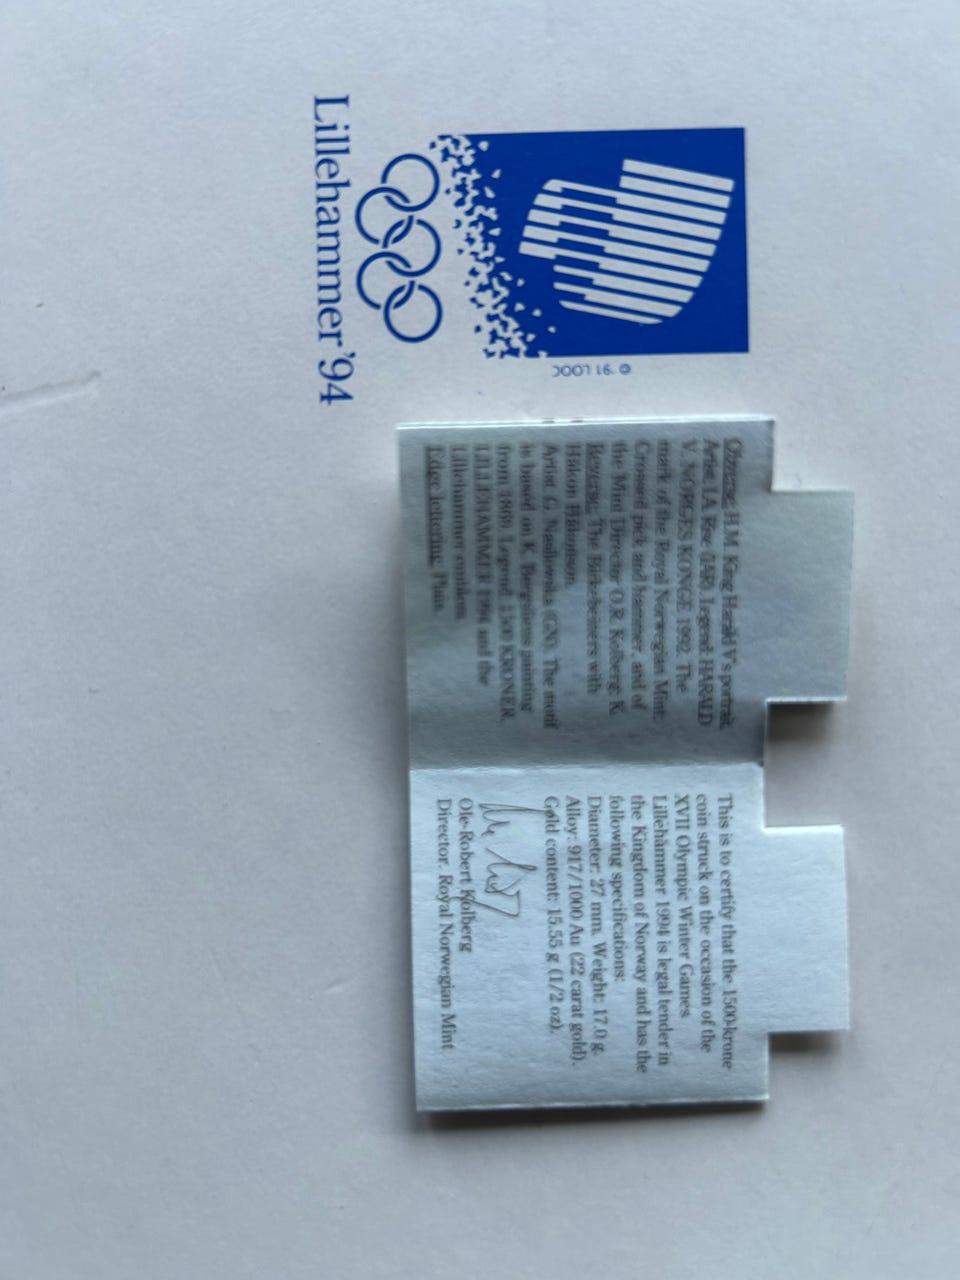 © '91 LOOC
Lillehammer '94
Obverse: H.M. King Harald V's portrait.
Artist: I.A. Rise (IAR). Legend: HARALD
V. NORGES KONGE 1992. The
mark of the Royal Norwegian Mint:
Crossed pick and hammer, and of
the Mint Director O.R. Kolberg: K.
Reverse: The Birkebeiners with
Håkon Håkonsen.
Artist: G. (GN). The motif
is based on K. Bergsliens painting
from 1869. Legend: 1500 KRONER,
LILLEHAMMER 1994 and the
Lillehammer emblem.
Edge lettering: Plain.
This is to certify that the 1500-krone
coin struck on the occasion of the
XVII Olympic Winter Games
Lillehammer 1994 is legal tender in
the Kingdom of Norway and has the
following specifications:
Diameter: 27 mm. Weight: 17.0 g.
Alloy: 917/1000 Au (22 carat gold).
Gold content: 15.55 g (1/2 oz).
Ole-Robert Kolberg
Director, Royal Norwegian Mint